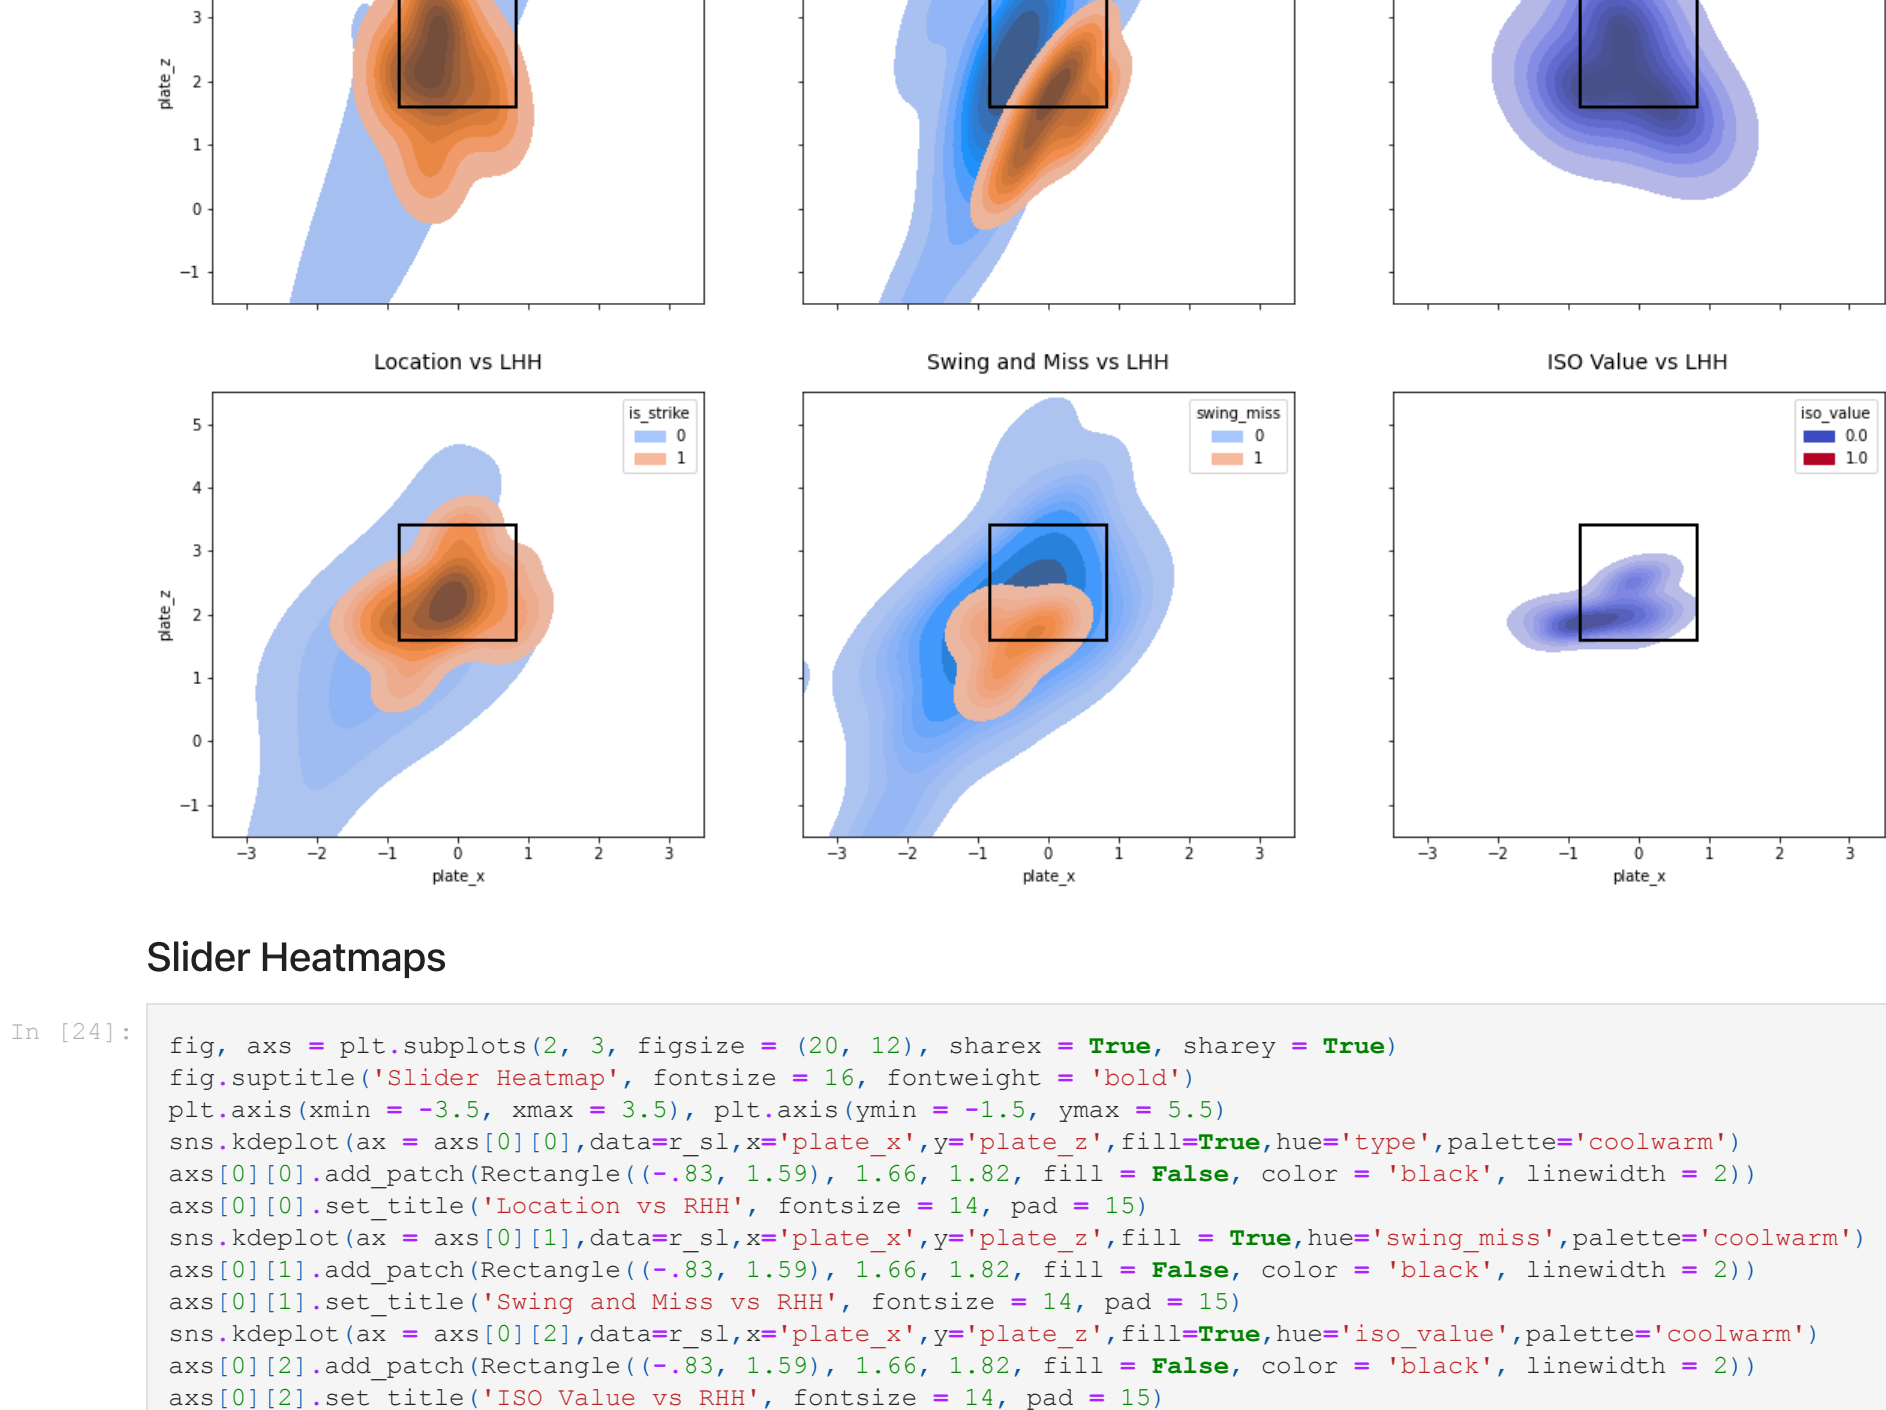 3
2
1
0
−1
plate_z
Location vs LHH
Swing and Miss vs LHH
ISO Value vs LHH
is_strike
0
1
swing_miss
0
1
iso_value
0.0
1.0
5
4
3
2
1
0
−1
plate_z
−3 −2 −1 0 1 2 3
−3 −2 −1 0 1 2 3
−3 −2 −1 0 1 2 3
plate_x
plate_x
plate_x
Slider Heatmaps
In [24]:
fig, axs = plt.subplots(2, 3, figsize = (20, 12), sharex = True, sharey = True)
fig.suptitle('Slider Heatmap', fontsize = 16, fontweight = 'bold')
plt.axis(xmin = -3.5, xmax = 3.5), plt.axis(ymin = -1.5, ymax = 5.5)
sns.kdeplot(ax = axs[0][0],data=r_sl,x='plate_x',y='plate_z',fill=True,hue='type',palette='coolwarm')
axs[0][0].add_patch(Rectangle((-.83, 1.59), 1.66, 1.82, fill = False, color = 'black', linewidth = 2))
axs[0][0].set_title('Location vs RHH', fontsize = 14, pad = 15)
sns.kdeplot(ax = axs[0][1],data=r_sl,x='plate_x',y='plate_z',fill = True,hue='swing_miss',palette='coolwarm')
axs[0][1].add_patch(Rectangle((-.83, 1.59), 1.66, 1.82, fill = False, color = 'black', linewidth = 2))
axs[0][1].set_title('Swing and Miss vs RHH', fontsize = 14, pad = 15)
sns.kdeplot(ax = axs[0][2],data=r_sl,x='plate_x',y='plate_z',fill=True,hue='iso_value',palette='coolwarm')
axs[0][2].add_patch(Rectangle((-.83, 1.59), 1.66, 1.82, fill = False, color = 'black', linewidth = 2))
axs[0][2].set_title('ISO Value vs RHH', fontsize = 14, pad = 15)